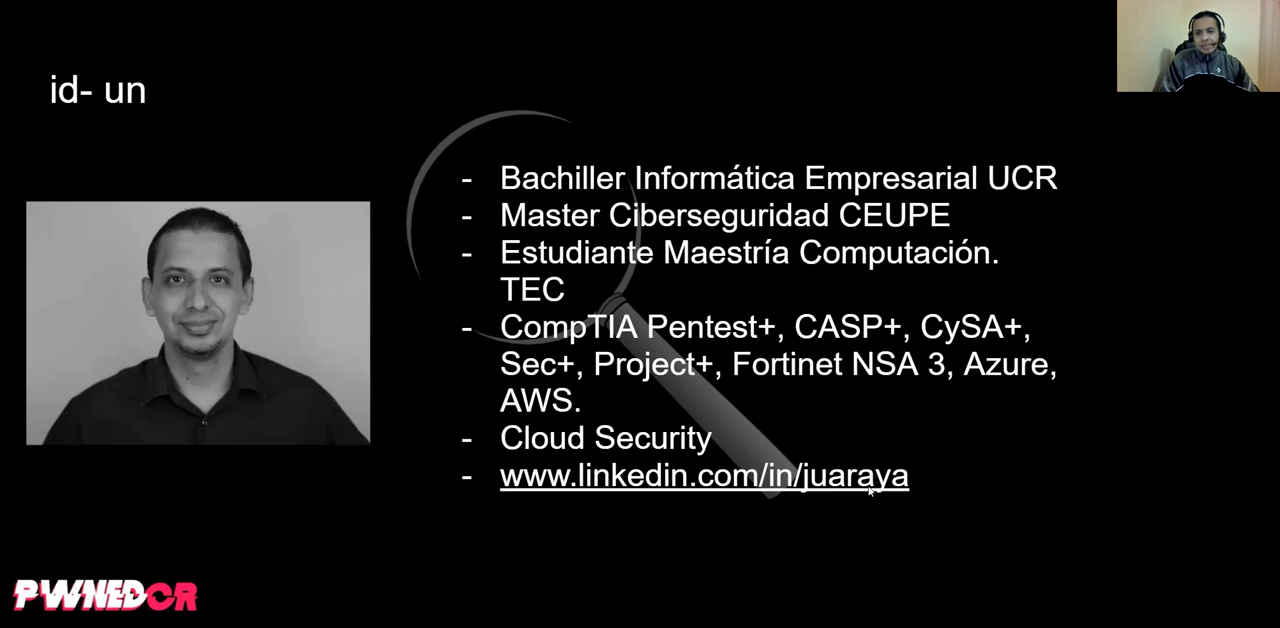 id- un
- Bachiller Informática Empresarial UCR
- Master Ciberseguridad CEUPE
- Estudiante Maestría Computación.
TEC
- CompTIA Pentest+, CASP+, CySA+,
Sec+, Project+, Fortinet NSA 3, Azure,
AWS.
- Cloud Security
- www.linkedin.com/in/juaraya
PWNEDCR